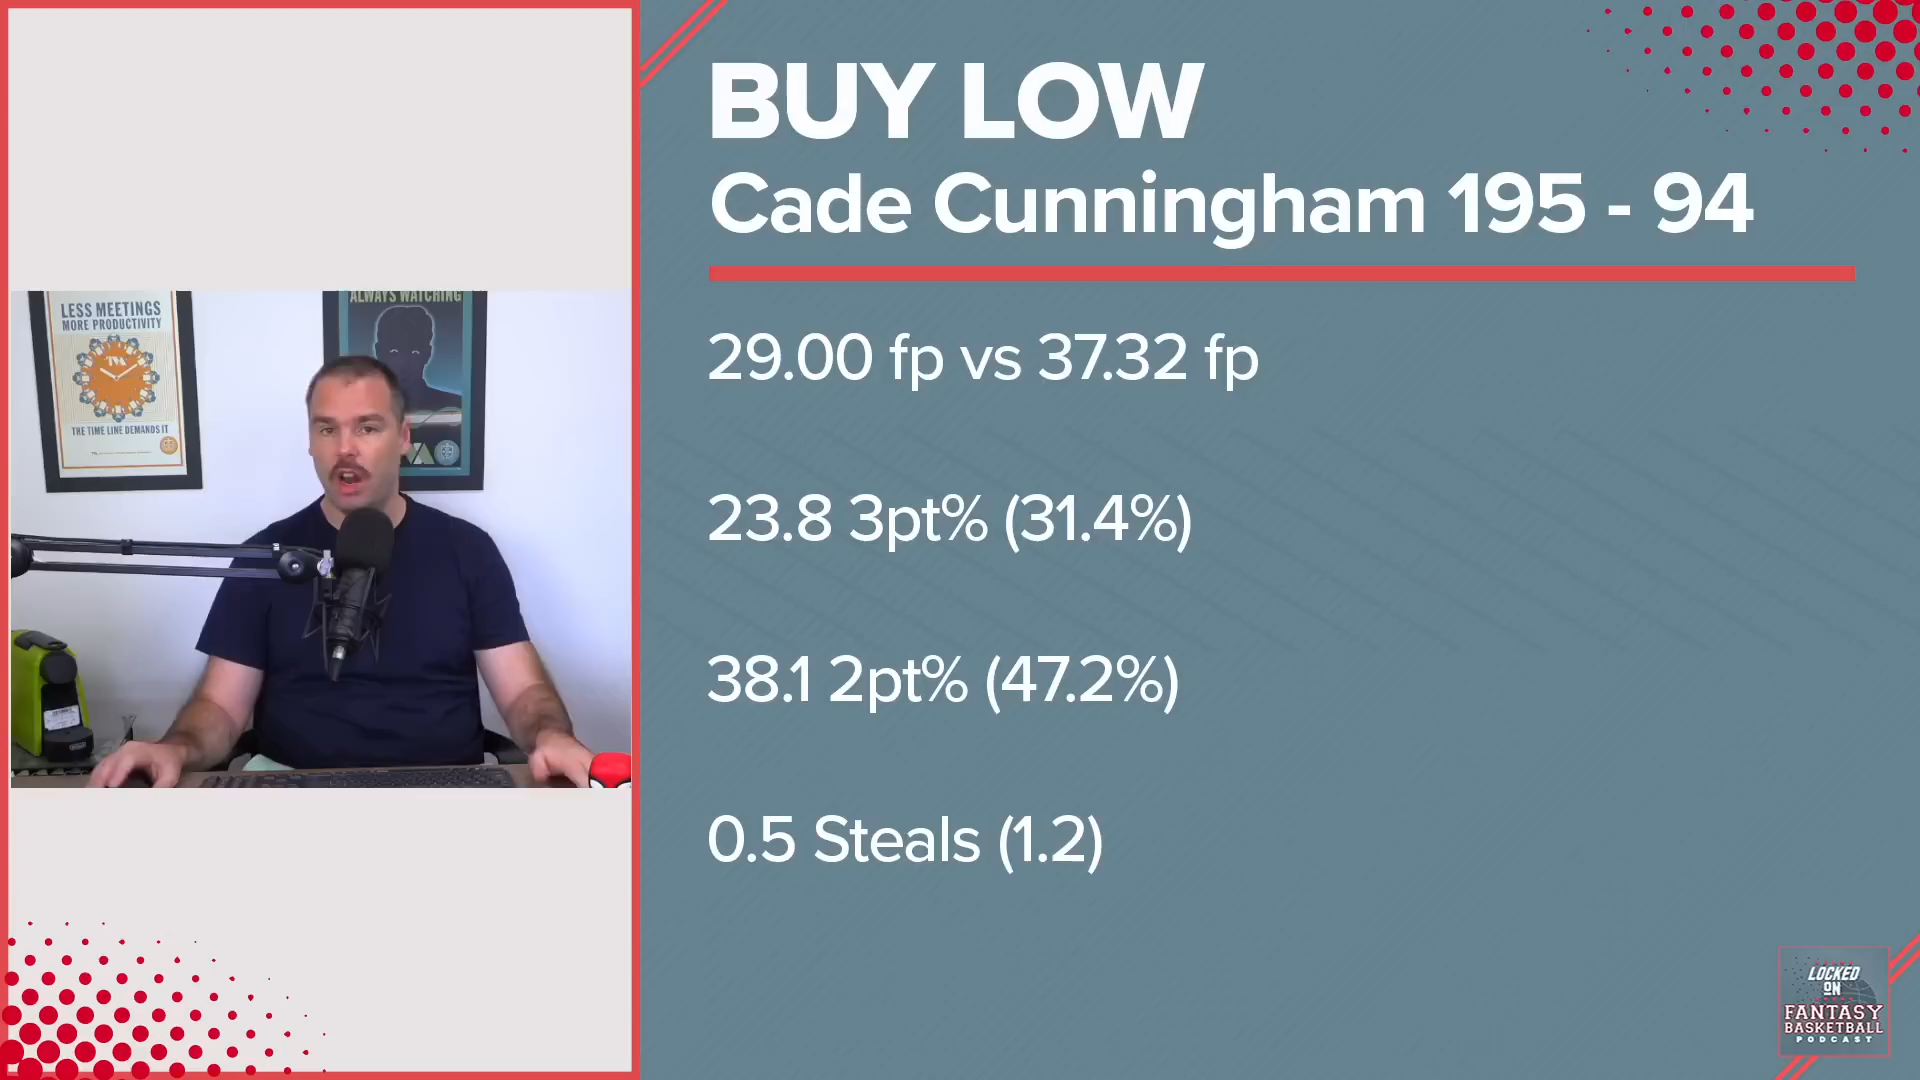 BUY LOW
Cade Cunningham 195 - 94
29.00 fp vs 37.32 fp
23.8 3pt% (31.4%)
38.1 2pt% (47.2%)
0.5 Steals (1.2)
LESS MEETINGS
MORE PRODUCTIVITY
TVA
THE TIME LINE DEMANDS IT
ALWAYS WATCHING
LOCKED
ON
FANTASY
BASKETBALL
PODCAST